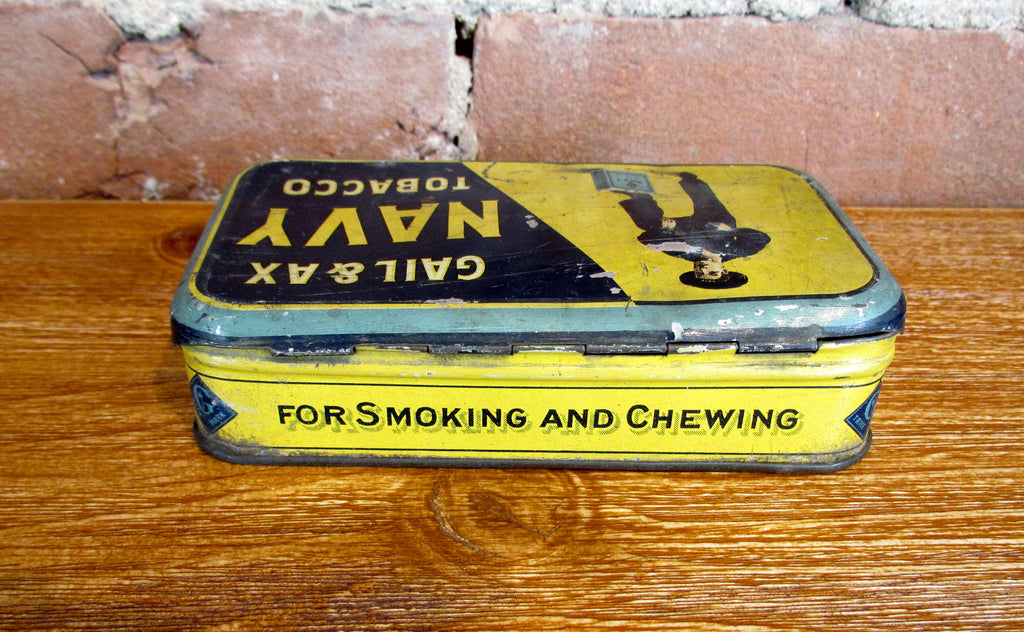 GAIL & AX
NAVY
TOBACCO
FOR SMOKING AND CHEWING